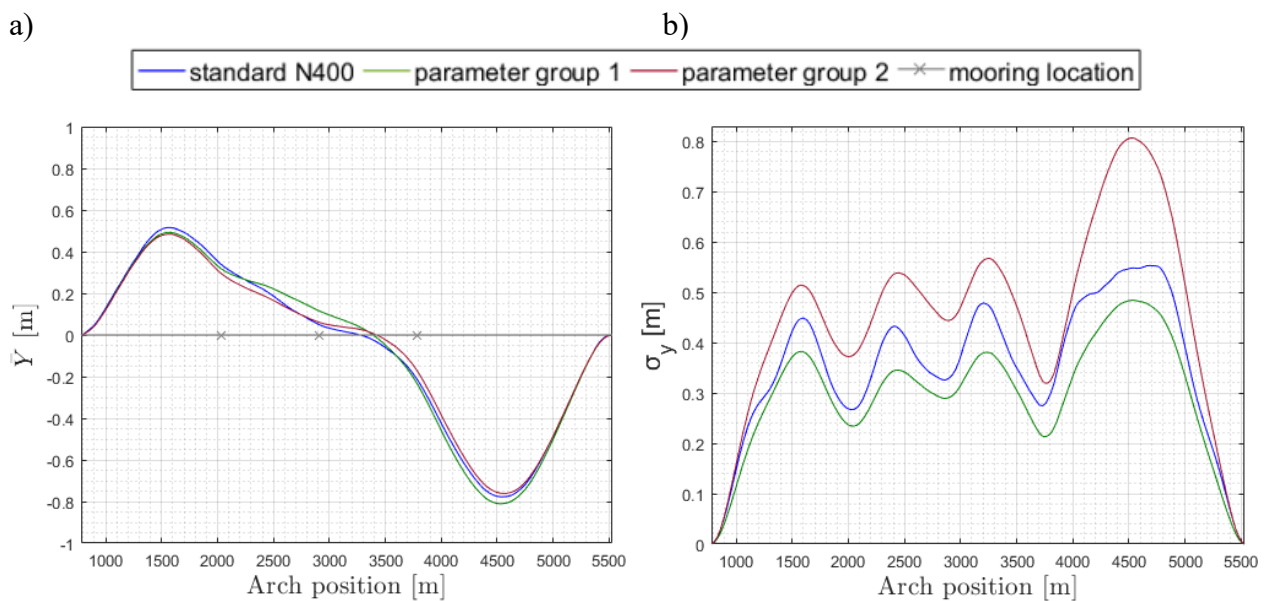 a) b)
standard N400 parameter group 1 parameter group 2 mooring location
1
0.8
0.6
0.4
0.2
0
-0.2
-0.4
-0.6
-0.8
-1
Ȳ [m]
1000 1500 2000 2500 3000 3500 4000 4500 5000 5500
Arch position [m]
0.8
0.7
0.6
0.5
0.4
0.3
0.2
0.1
0
σ_y [m]
1000 1500 2000 2500 3000 3500 4000 4500 5000 5500
Arch position [m]